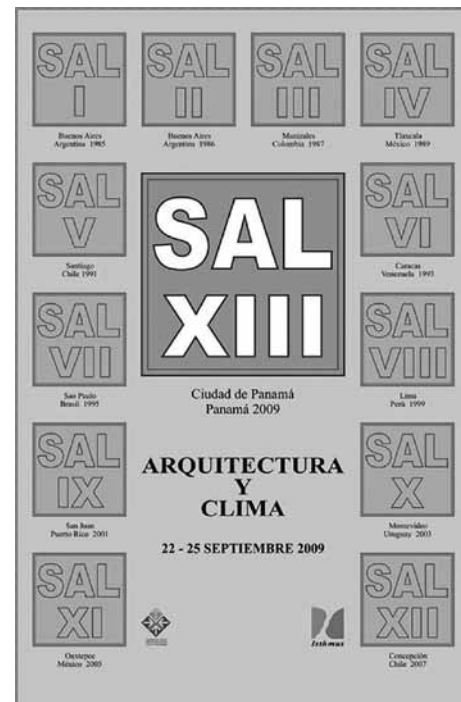 SAL
I
Buenos Aires
Argentina 1985
SAL
II
Buenos Aires
Argentina 1986
SAL
III
Manizales
Colombia 1987
SAL
IV
Tlaxcala
México 1989
SAL
V
Santiago
Chile 1991
SAL
XIII
Ciudad de Panamá
Panamá 2009
SAL
VI
Caracas
Venezuela 1993
SAL
VII
Sao Paulo
Brasil 1995
SAL
VIII
Lima
Perú 1999
SAL
IX
San Juan
Puerto Rico 2001
ARQUITECTURA
Y
CLIMA
22 - 25 SEPTIEMBRE 2009
SAL
X
Montevideo
Uruguay 2003
SAL
XI
Oaxtepec
México 2005
Isthmus
SAL
XII
Concepción
Chile 2007